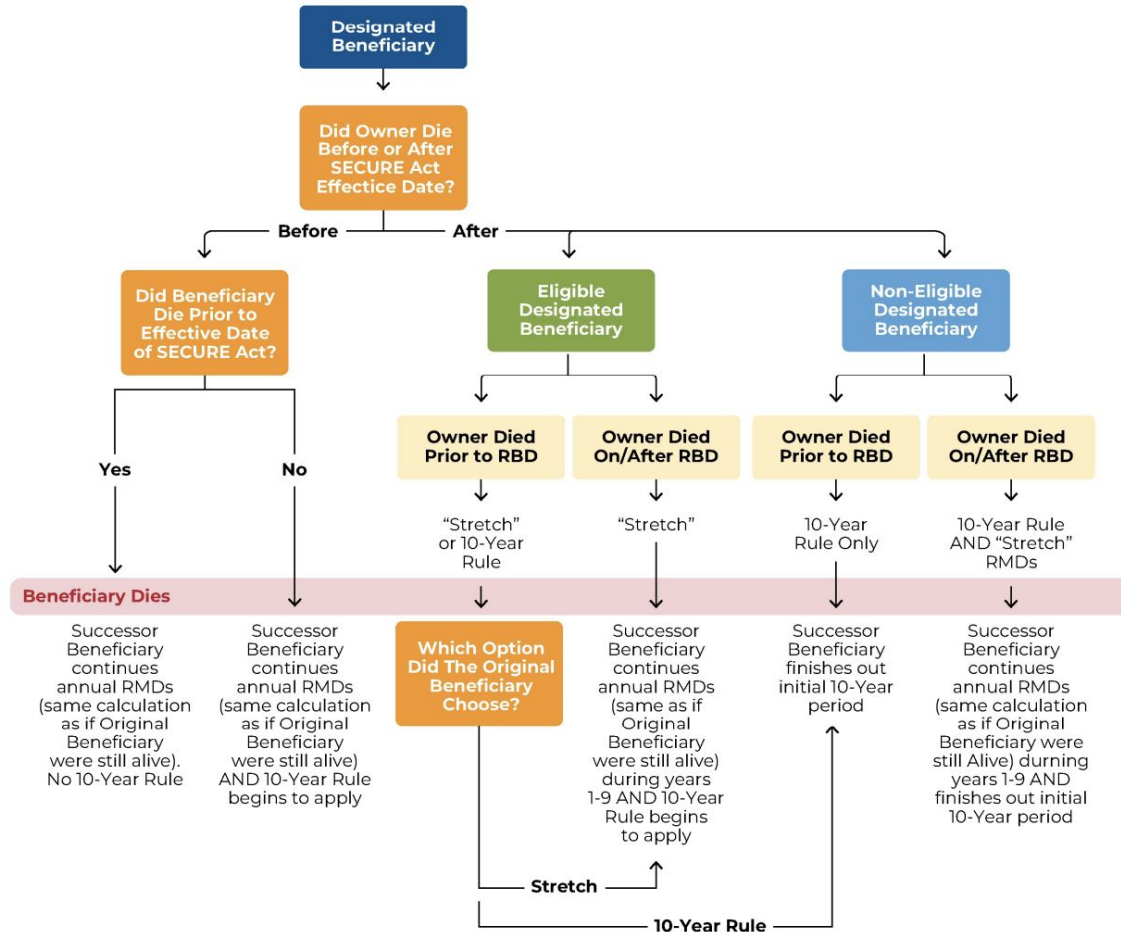 Designated
Beneficiary
Did Owner Die
Before or After
SECURE Act
Effectice Date?
Before
After
Did Beneficiary
Die Prior to
Effective Date
of SECURE Act?
Eligible
Designated
Beneficiary
Non-Eligible
Designated
Beneficiary
Yes
No
Owner Died
Prior to RBD
Owner Died
On/After RBD
Owner Died
Prior to RBD
Owner Died
On/After RBD
“Stretch”
or 10-Year
Rule
“Stretch”
10-Year
Rule Only
10-Year Rule
AND “Stretch”
RMDs
Beneficiary Dies
Successor
Beneficiary
continues
annual RMDs
(same calculation
as if Original
Beneficiary
were still alive).
No 10-Year Rule
Successor
Beneficiary
continues
annual RMDs
(same calculation
as if Original
Beneficiary
were still alive)
AND 10-Year Rule
begins to apply
Which Option
Did The Original
Beneficiary
Choose?
Successor
Beneficiary
continues
annual RMDs
(same as if
Original
Beneficiary
were still alive)
during years
1-9 AND 10-Year
Rule begins
to apply
Successor
Beneficiary
finishes out
initial 10-Year
period
Successor
Beneficiary
continues
annual RMDs
(same calculation
as if Original
Beneficiary were
still Alive) durning
years 1-9 AND
finishes out initial
10-Year period
Stretch
10-Year Rule